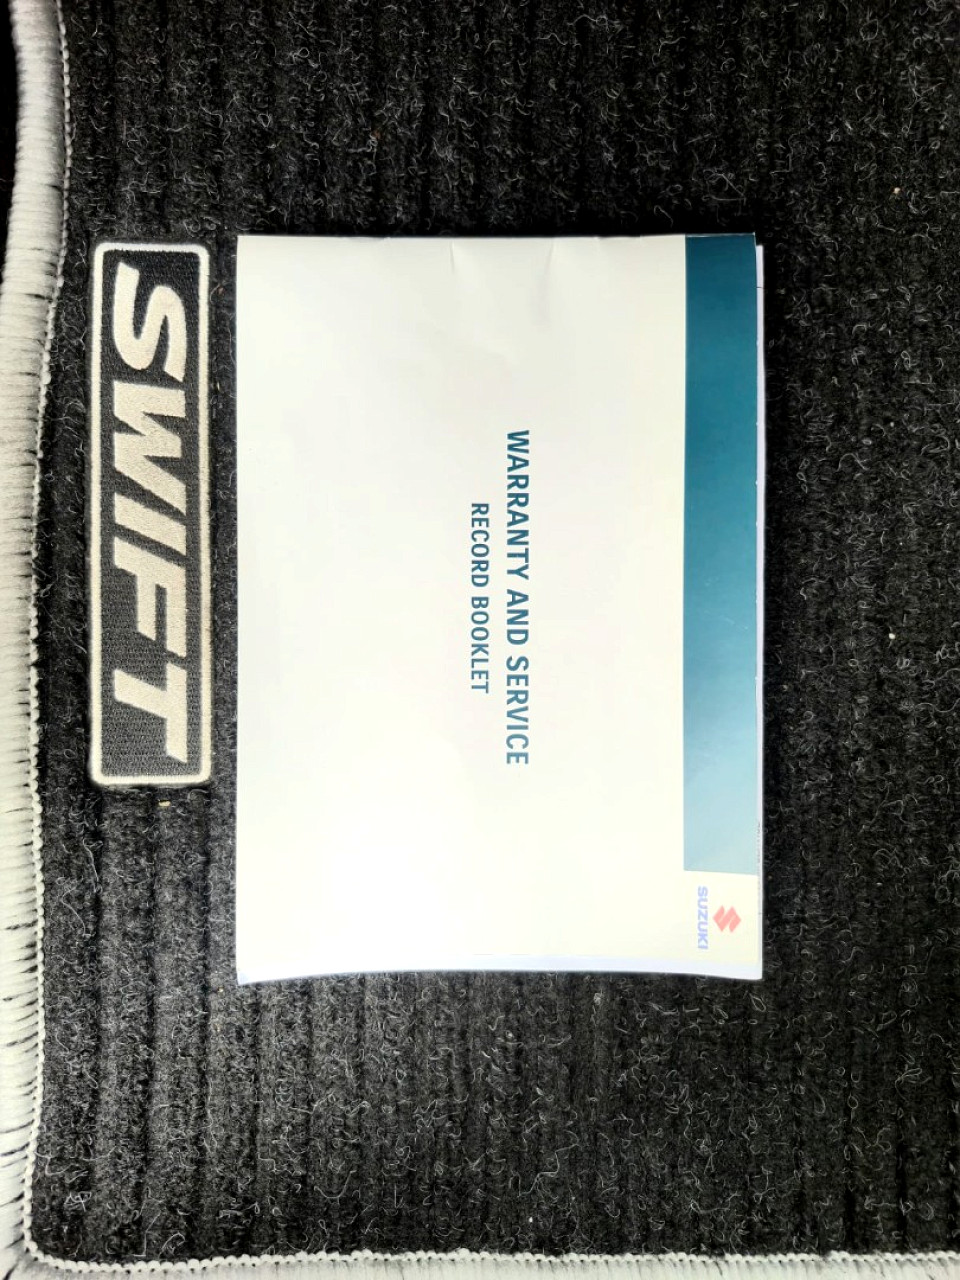 SWIFT
WARRANTY AND SERVICE
RECORD BOOKLET
SUZUKI